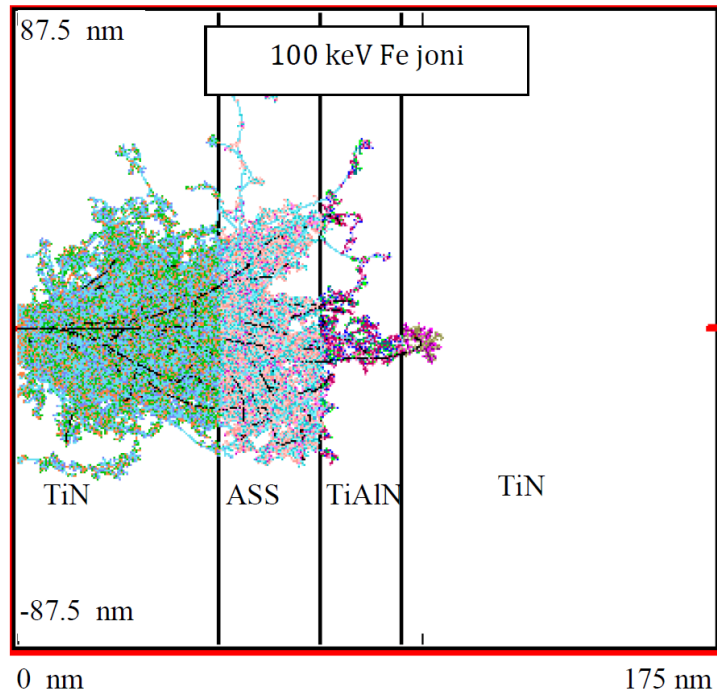 87.5 nm
100 keV Fe joni
TiN ASS TiAlN TiN
-87.5 nm
0 nm 175 nm